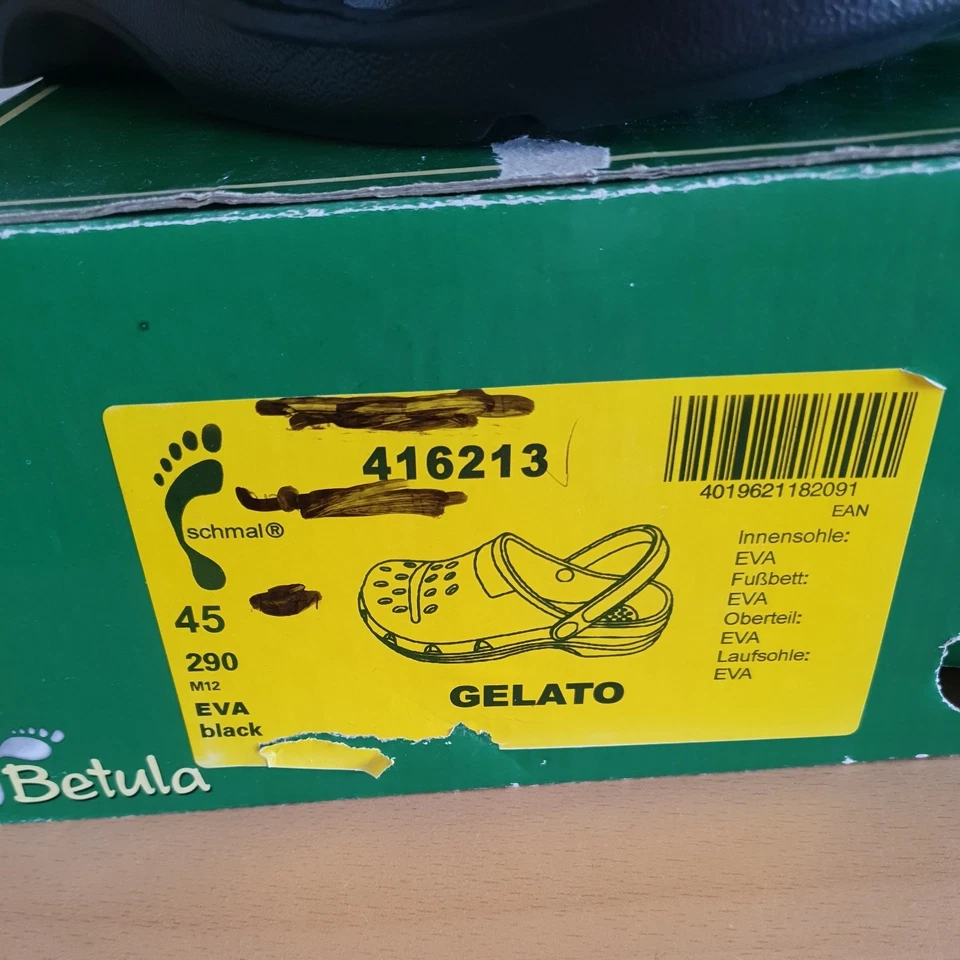 416213
schmal®
45
290
M12
EVA
black
GELATO
4019621182091
EAN
Innensohle:
EVA
Fußbett:
EVA
Oberteil:
EVA
Laufsohle:
EVA
Betula